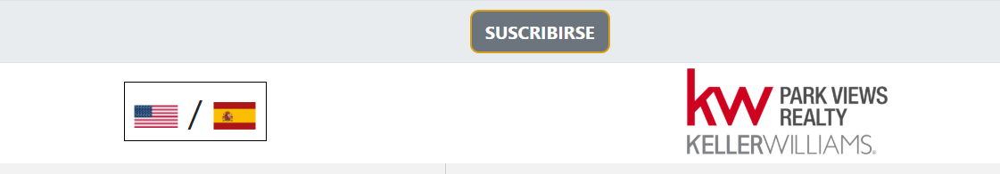 SUSCRIBIRSE
/
kw PARK VIEWS
REALTY
KELLERWILLIAMS.